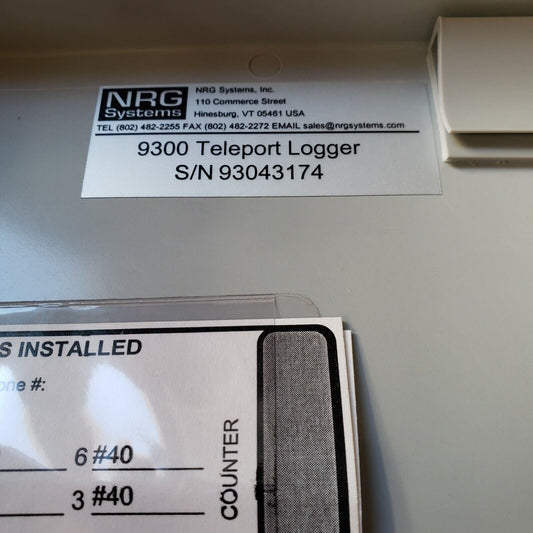 NRG
Systems
NRG Systems, Inc.
110 Commerce Street
Hinesburg, VT 05461 USA
TEL (802) 482-2255 FAX (802) 482-2272 EMAIL sales@nrgsystems.com
9300 Teleport Logger
S/N 93043174
S INSTALLED
one #:
6 #40
3 #40
COUNTER